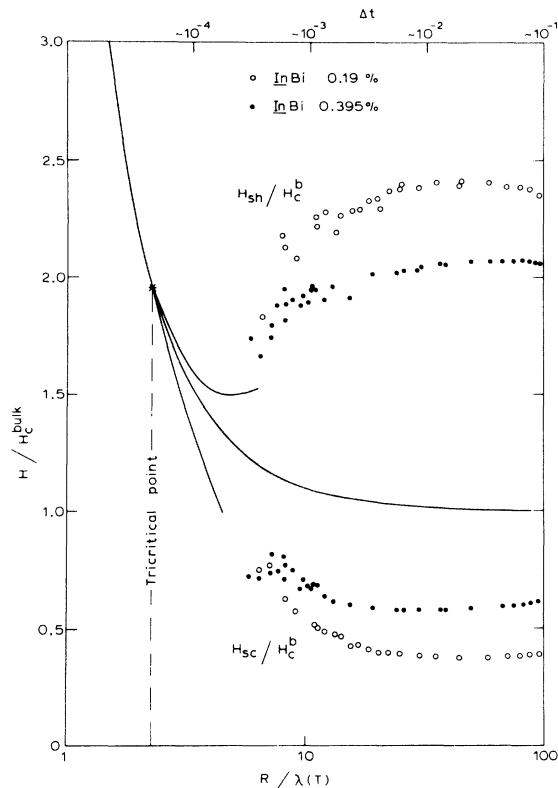 Δt
~10⁻⁴ ~10⁻³ ~10⁻² ~10⁻¹
3.0
○ InBi 0.19 %
● InBi 0.395 %
2.5
H_sh / H_c^b
2.0
1.5
H / H_c^bulk
1.0
Tricritical point
0.5
H_sc / H_c^b
0
1 10 100
R / λ(T)